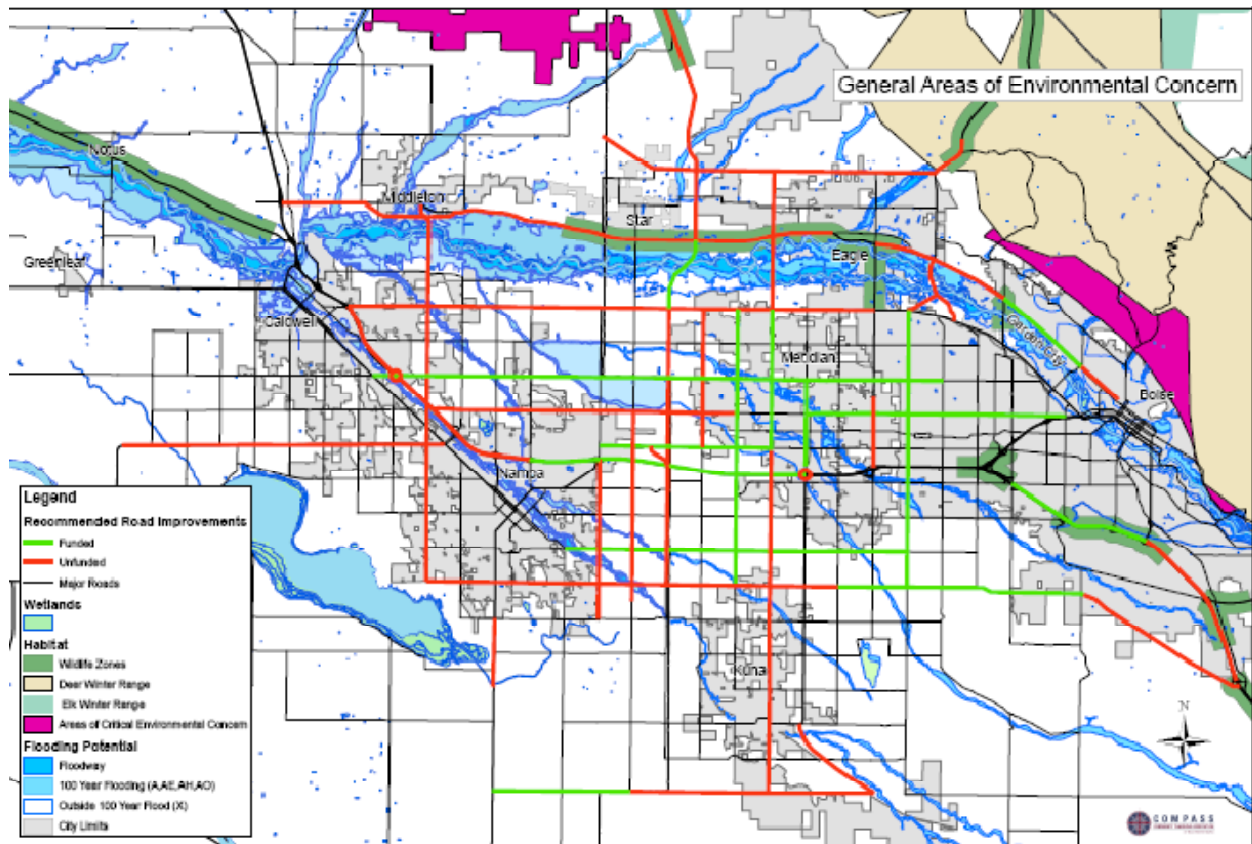 General Areas of Environmental Concern
Notus
Middleton
Star
Greenleaf
Eagle
Caldwell
Garden City
Meridian
Boise
Nampa
Kuna
N
Legend
Recommended Road Improvements
Funded
Unfunded
Major Roads
Wetlands
Habitat
Wildlife Zones
Deer Winter Range
Elk Winter Range
Areas of Critical Environmental Concern
Flooding Potential
Floodway
100 Year Flooding (A,AE,AH,AO)
Outside 100 Year Flood (X)
City Limits
COMPASS